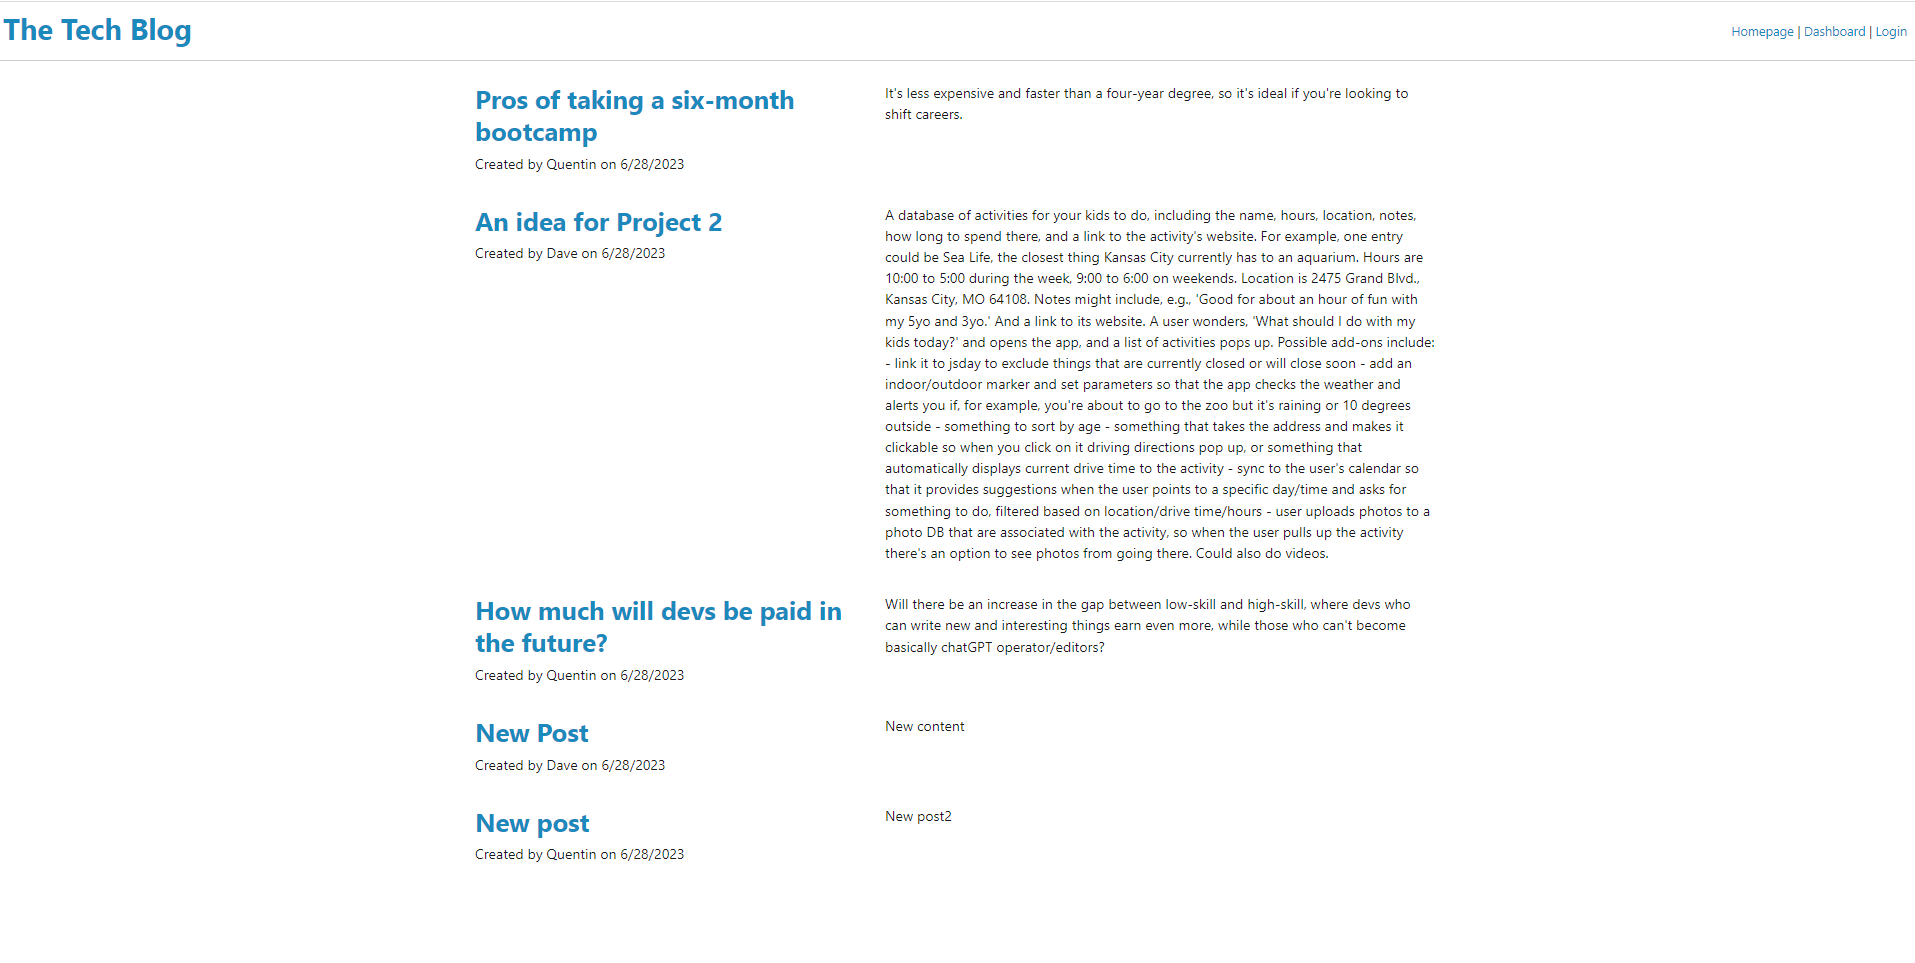 The Tech Blog
Homepage | Dashboard | Login
Pros of taking a six-month
bootcamp
Created by Quentin on 6/28/2023
It's less expensive and faster than a four-year degree, so it's ideal if you're looking to
shift careers.
An idea for Project 2
Created by Dave on 6/28/2023
A database of activities for your kids to do, including the name, hours, location, notes,
how long to spend there, and a link to the activity's website. For example, one entry
could be Sea Life, the closest thing Kansas City currently has to an aquarium. Hours are
10:00 to 5:00 during the week, 9:00 to 6:00 on weekends. Location is 2475 Grand Blvd.,
Kansas City, MO 64108. Notes might include, e.g., 'Good for about an hour of fun with
my 5yo and 3yo.' And a link to its website. A user wonders, 'What should I do with my
kids today?' and opens the app, and a list of activities pops up. Possible add-ons include:
- link it to jsday to exclude things that are currently closed or will close soon - add an
indoor/outdoor marker and set parameters so that the app checks the weather and
alerts you if, for example, you're about to go to the zoo but it's raining or 10 degrees
outside - something to sort by age - something that takes the address and makes it
clickable so when you click on it driving directions pop up, or something that
automatically displays current drive time to the activity - sync to the user's calendar so
that it provides suggestions when the user points to a specific day/time and asks for
something to do, filtered based on location/drive time/hours - user uploads photos to a
photo DB that are associated with the activity, so when the user pulls up the activity
there's an option to see photos from going there. Could also do videos.
How much will devs be paid in
the future?
Created by Quentin on 6/28/2023
Will there be an increase in the gap between low-skill and high-skill, where devs who
can write new and interesting things earn even more, while those who can't become
basically chatGPT operator/editors?
New Post
Created by Dave on 6/28/2023
New content
New post
Created by Quentin on 6/28/2023
New post2